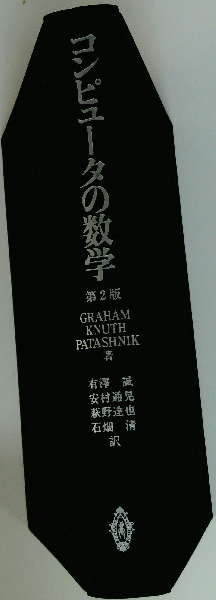 コンピュータの数学
第2版
GRAHAM
KNUTH
PATASHNIK
著
有澤 誠
安村通晃
萩野達也
石畑 清
訳